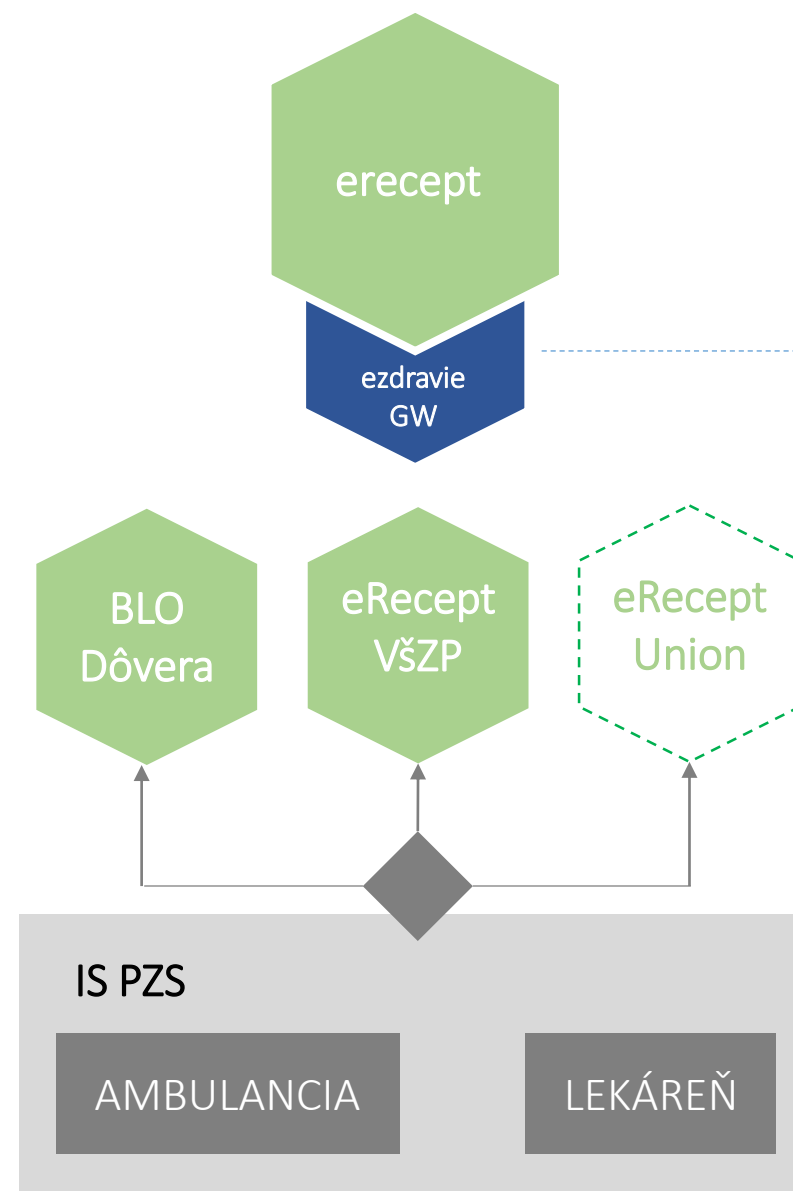 erecept
ezdravie
GW
BLO
Dôvera
eRecept
VšZP
eRecept
Union
IS PZS
AMBULANCIA
LEKÁREŇ